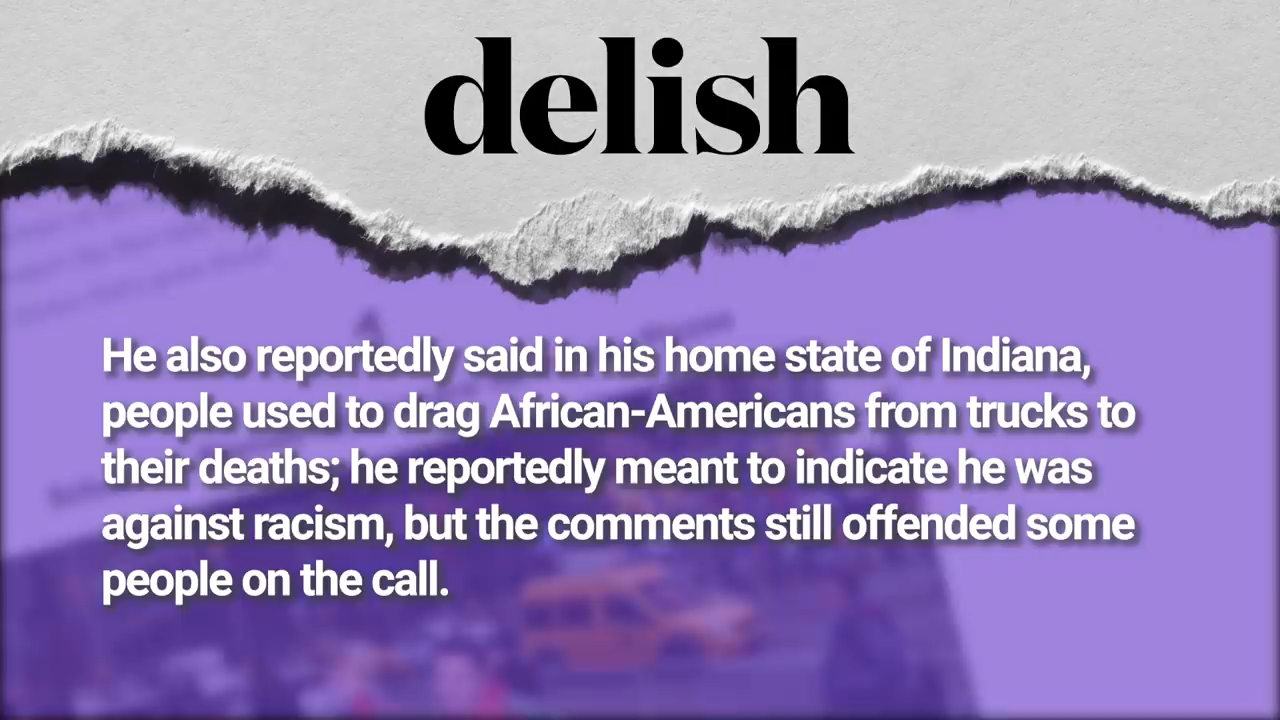 delish
He also reportedly said in his home state of Indiana,
people used to drag African-Americans from trucks to
their deaths; he reportedly meant to indicate he was
against racism, but the comments still offended some
people on the call.